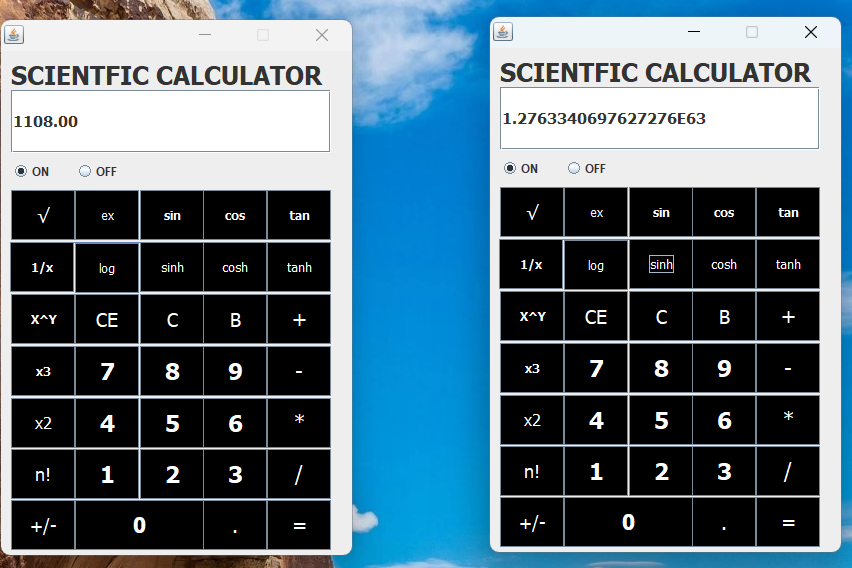 SCIENTFIC CALCULATOR
1108.00
ON OFF
√ ex sin cos tan
1/x log sinh cosh tanh
X^Y CE C B +
x3 7 8 9 -
x2 4 5 6 *
n! 1 2 3 /
+/- 0 . =
SCIENTFIC CALCULATOR
1.2763340697627276E63
ON OFF
√ ex sin cos tan
1/x log sinh cosh tanh
X^Y CE C B +
x3 7 8 9 -
x2 4 5 6 *
n! 1 2 3 /
+/- 0 . =